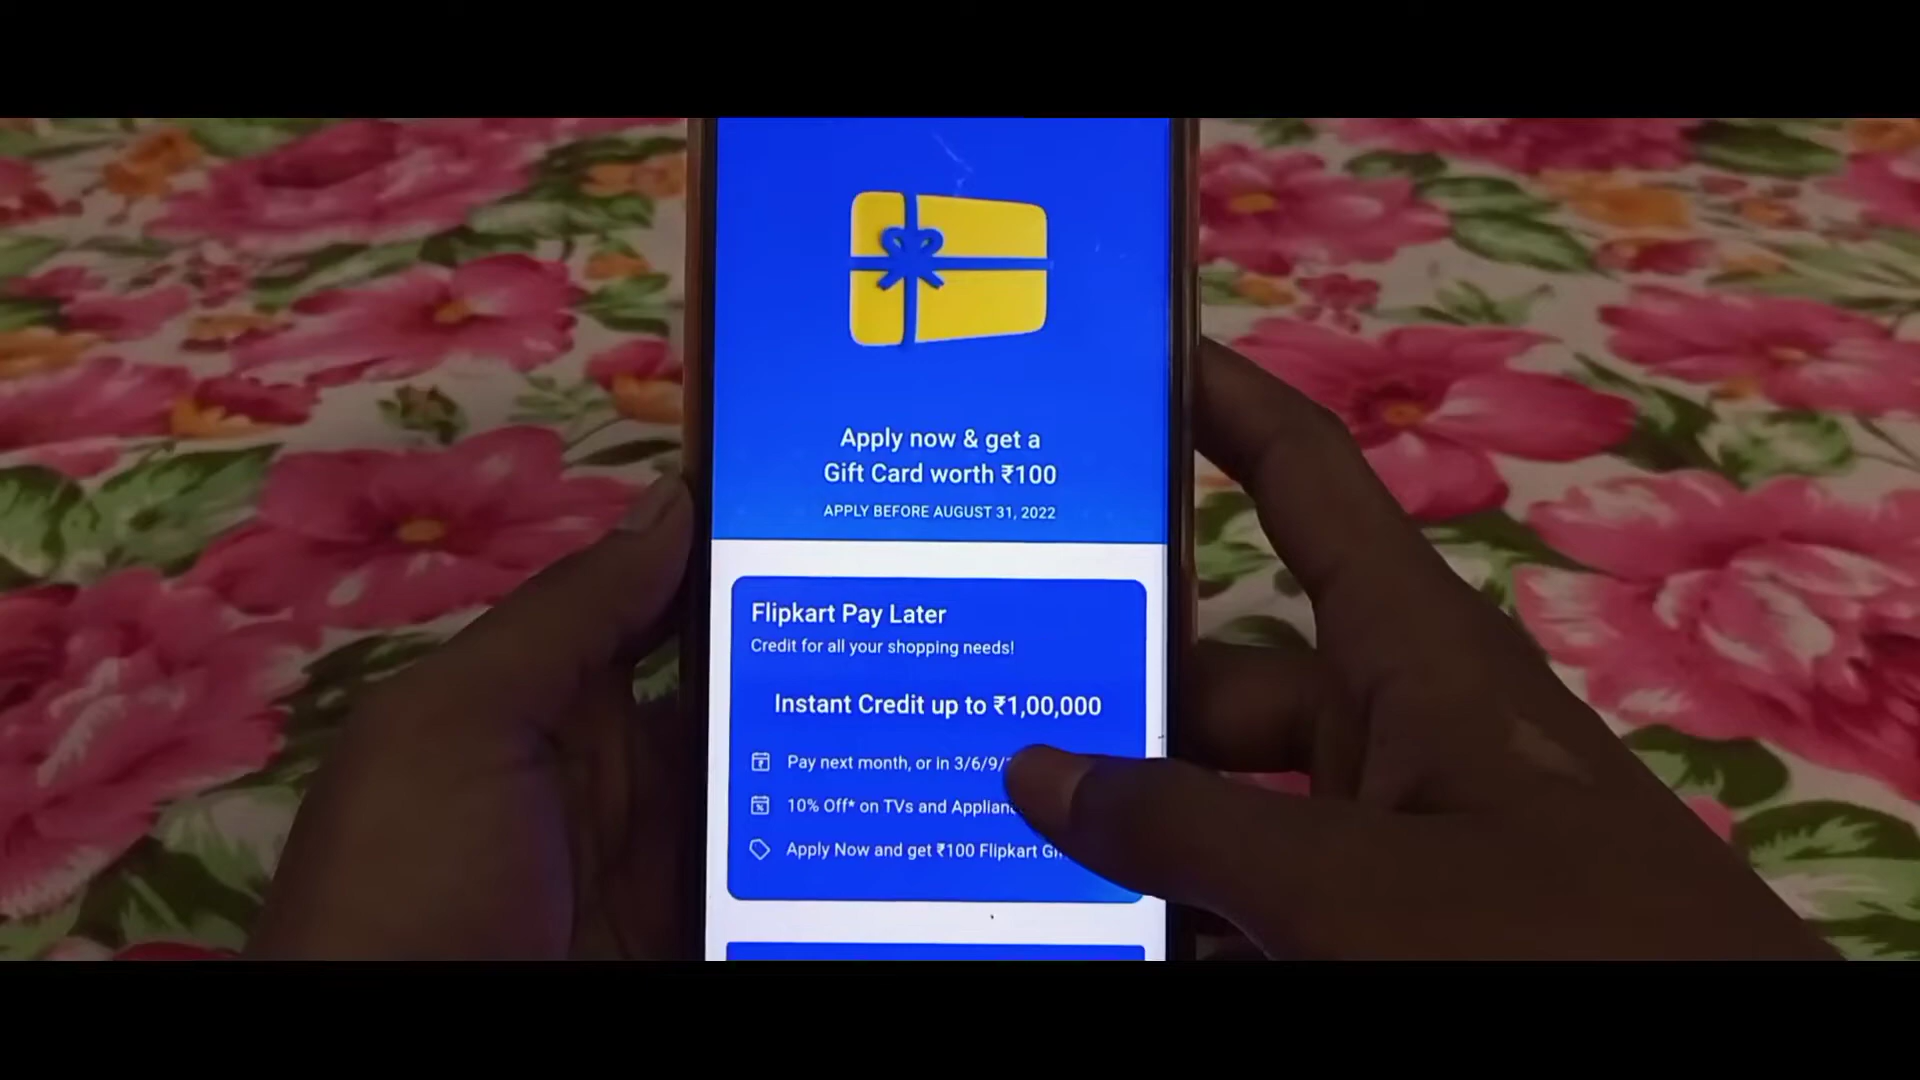 Apply now & get a
Gift Card worth ₹100
APPLY BEFORE AUGUST 31, 2022
Flipkart Pay Later
Credit for all your shopping needs!
Instant Credit up to ₹1,00,000
Pay next month, or in 3/6/9/
10% Off* on TVs and
Apply Now and get ₹100 Flipkart